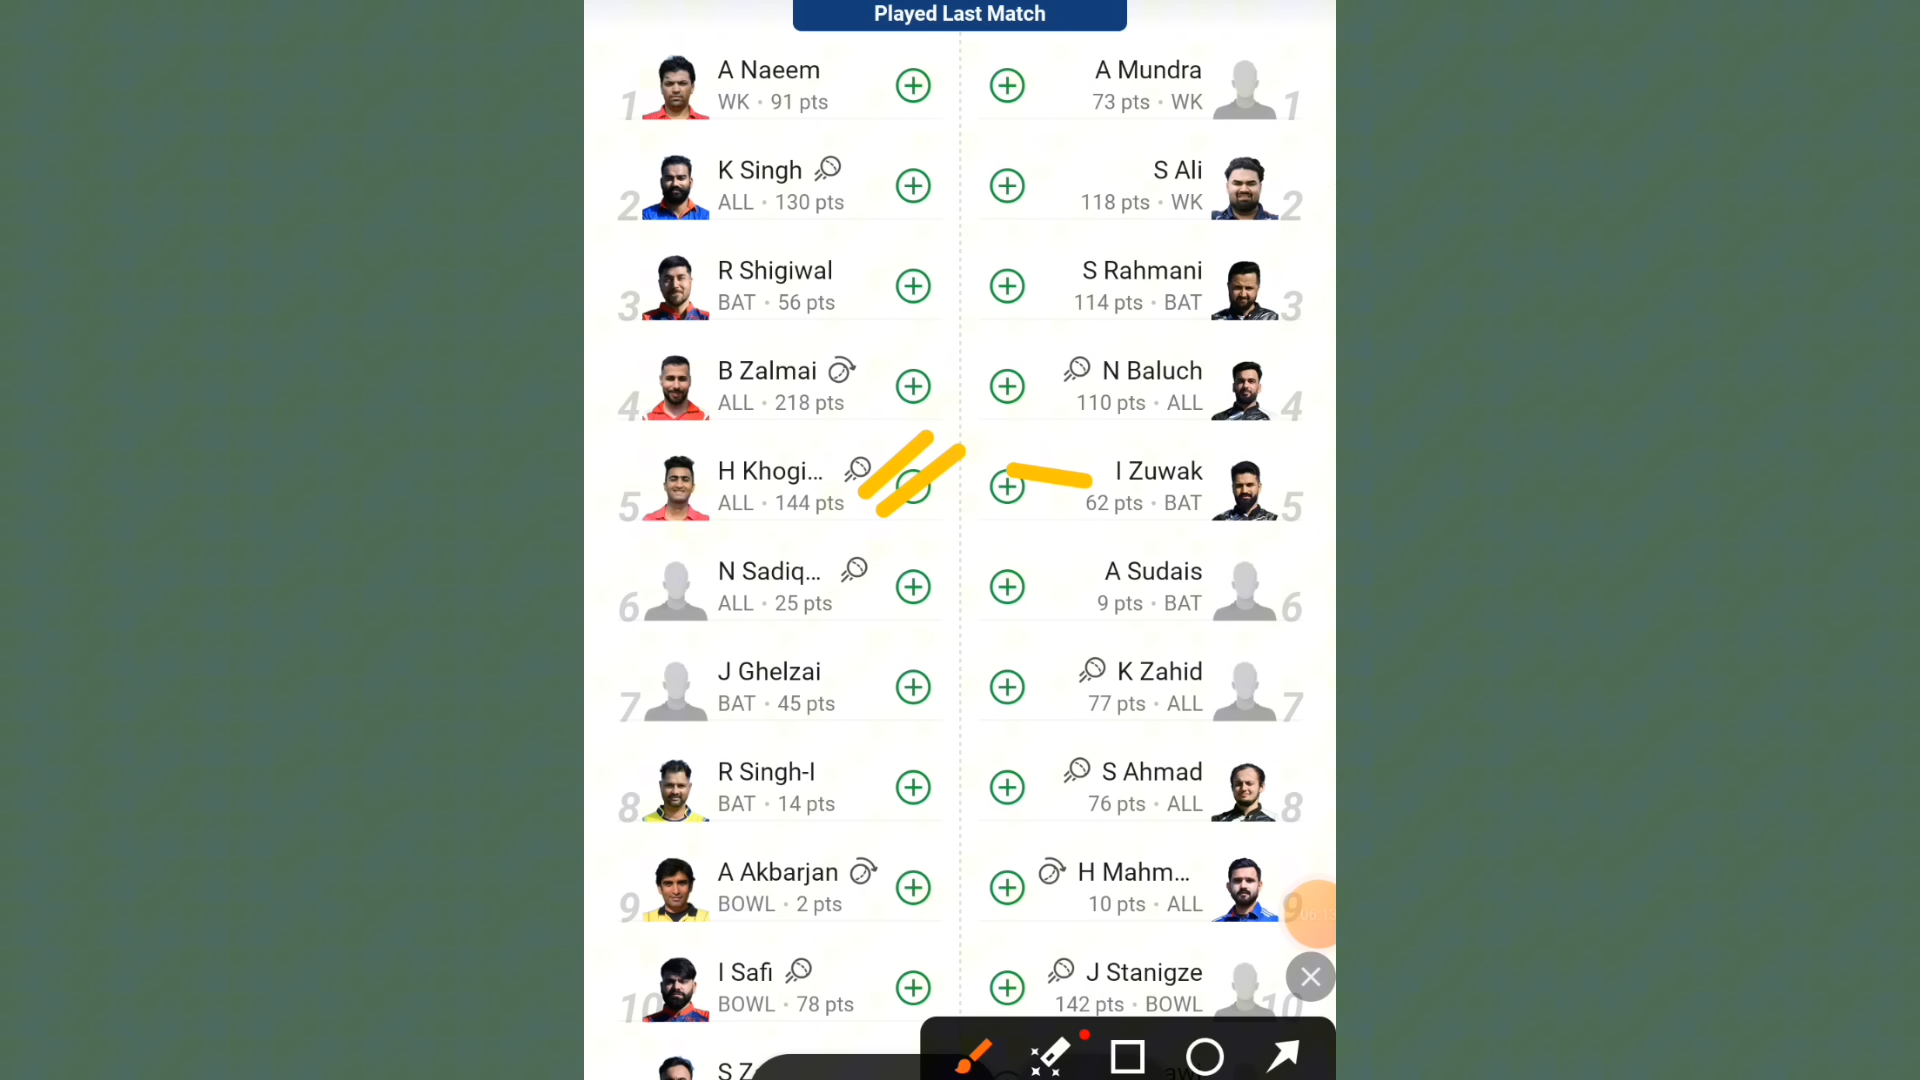 Played Last Match
1
A Naeem
WK • 91 pts
A Mundra
73 pts • WK
1
2
K Singh
ALL • 130 pts
S Ali
118 pts • WK
2
3
R Shigiwal
BAT • 56 pts
S Rahmani
114 pts • BAT
3
4
B Zalmai
ALL • 218 pts
N Baluch
110 pts • ALL
4
5
H Khogi...
ALL • 144 pts
I Zuwak
62 pts • BAT
5
6
N Sadiq...
ALL • 25 pts
A Sudais
9 pts • BAT
6
7
J Ghelzai
BAT • 45 pts
K Zahid
77 pts • ALL
7
8
R Singh-I
BAT • 14 pts
S Ahmad
76 pts • ALL
8
9
A Akbarjan
BOWL • 2 pts
H Mahm...
10 pts • ALL
9
10
I Safi
BOWL • 78 pts
J Stanigze
142 pts • BOWL
10